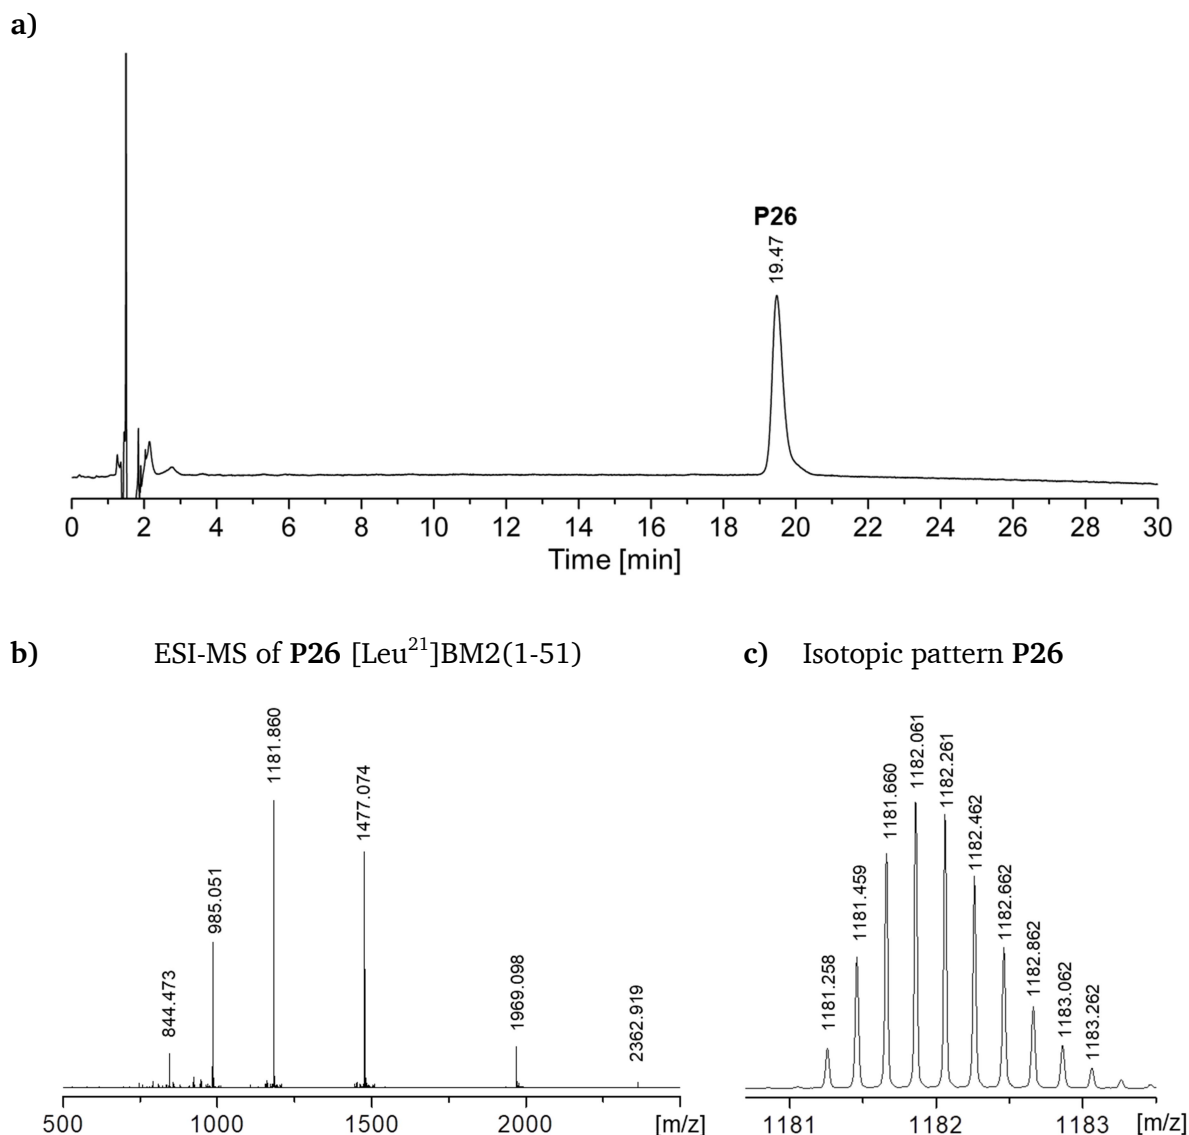 a)
P26
19.47
0 2 4 6 8 10 12 14 16 18 20 22 24 26 28 30
Time [min]
b) ESI-MS of P26 [Leu21]BM2(1-51)
844.473
985.051
1181.860
1477.074
1969.098
2362.919
500 1000 1500 2000 [m/z]
c) Isotopic pattern P26
1181.258
1181.459
1181.660
1182.061
1182.261
1182.462
1182.662
1182.862
1183.062
1183.262
1181 1182 1183 [m/z]